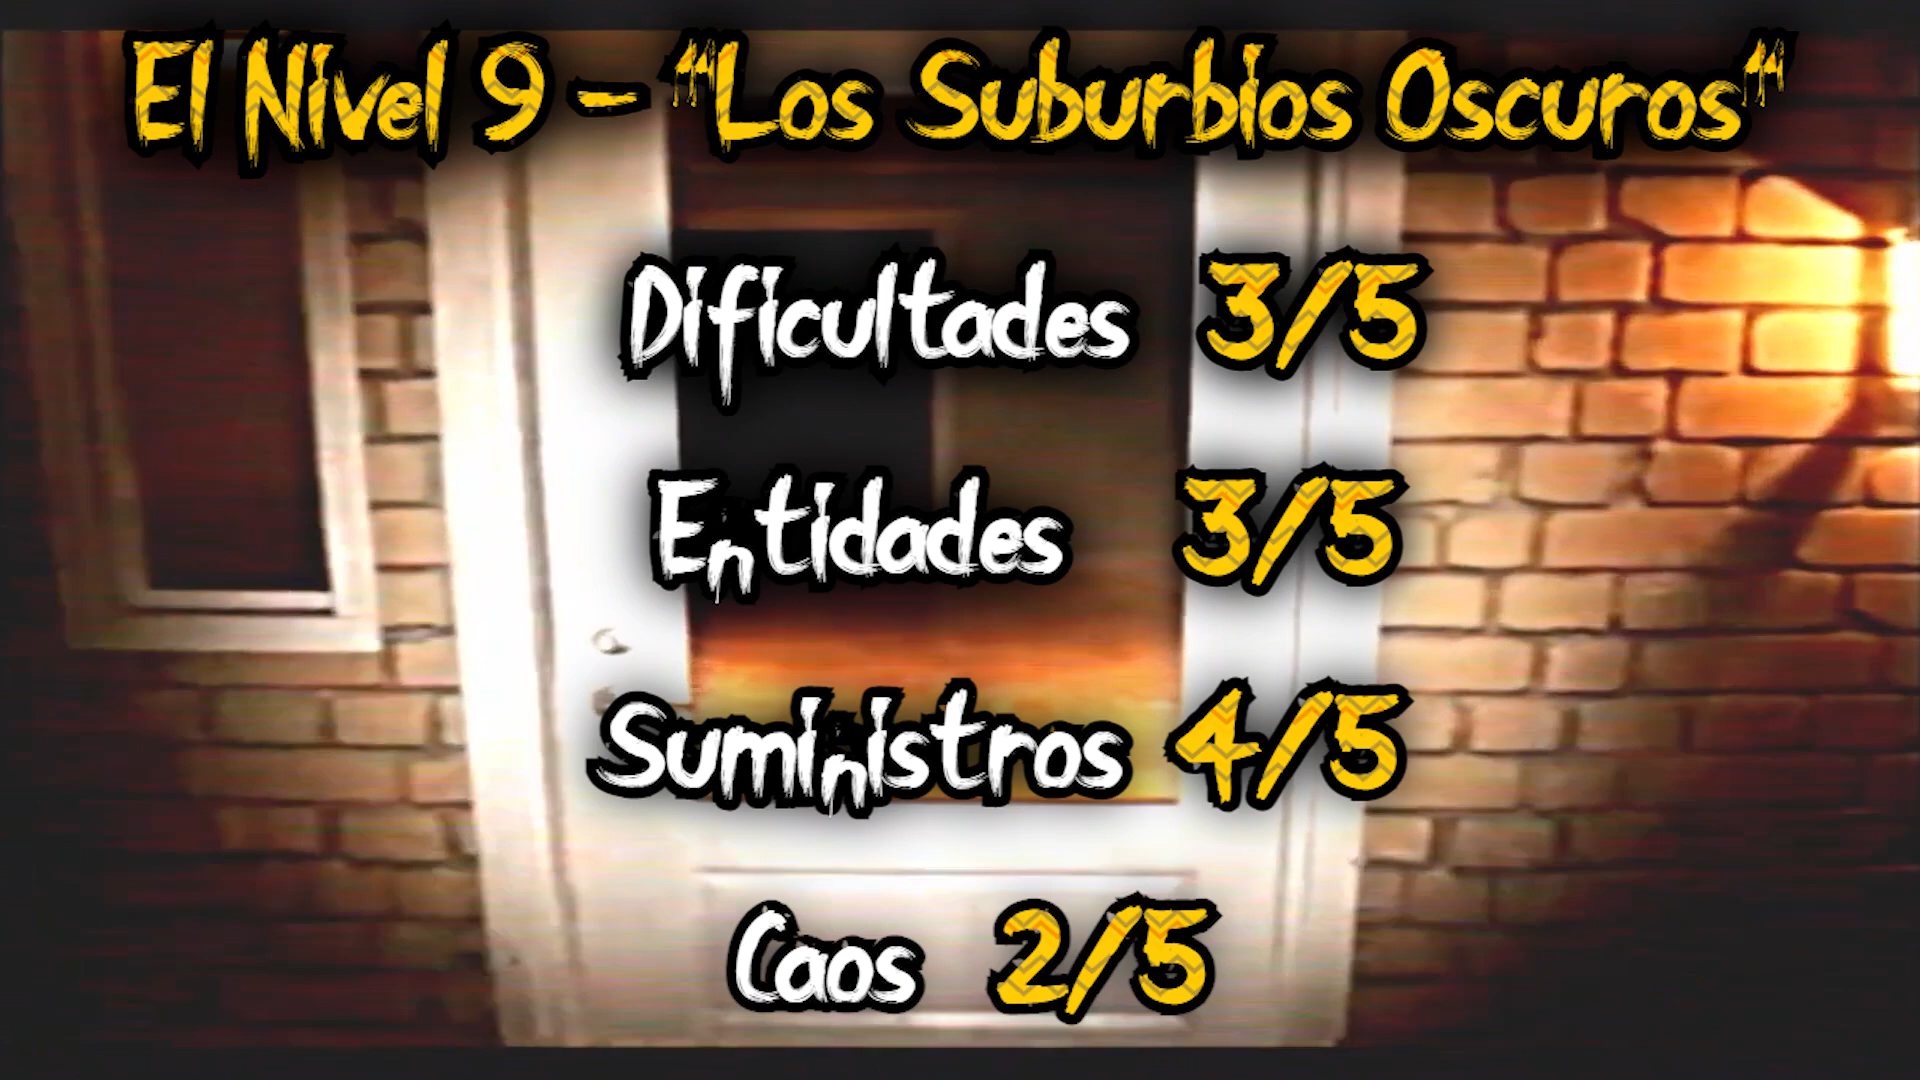 El Nivel 9 - "Los Suburbios Oscuros"
Dificultades 3/5
Entidades 3/5
Suministros 4/5
Caos 2/5